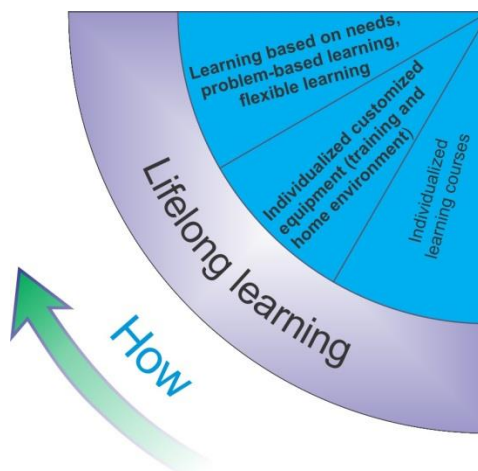 Learning based on needs,
problem-based learning,
flexible learning
Individualized customized
equipment (training and
home environment)
Individualized
learning courses
Lifelong learning
How